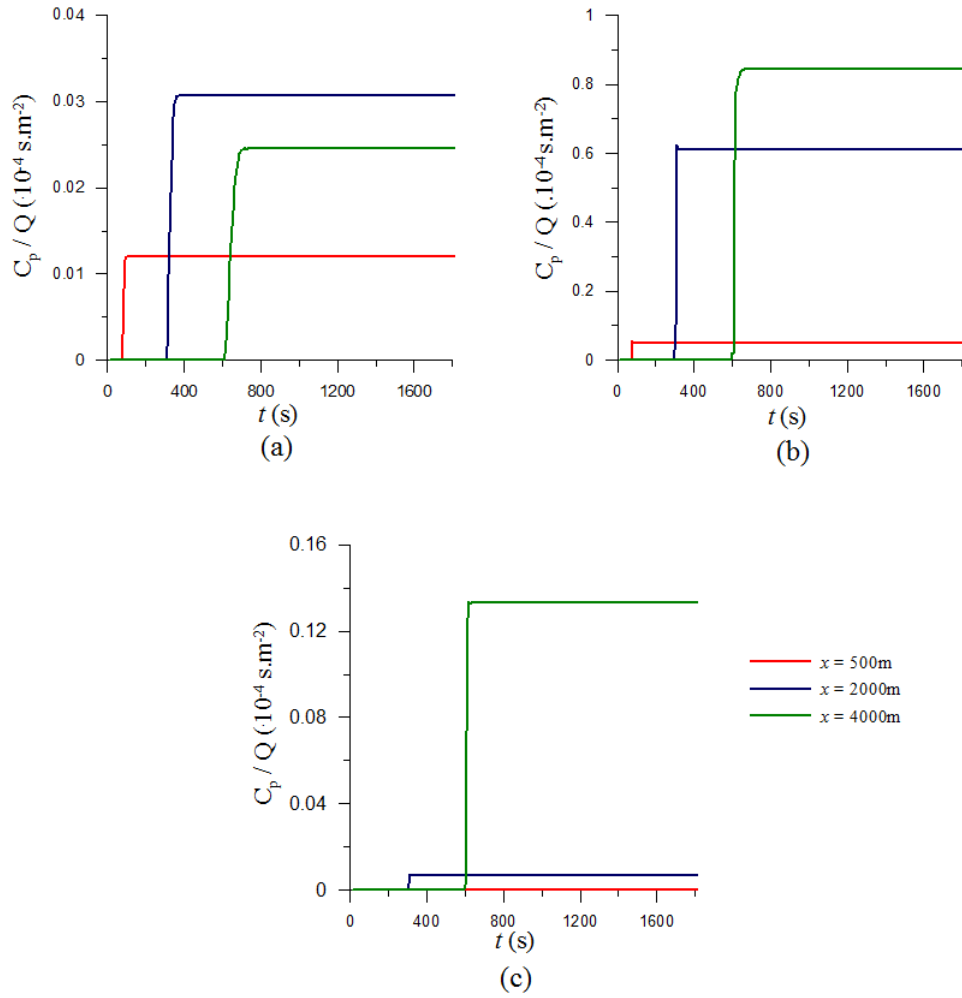 0.04
0.03
0.02
0.01
0
C_p / Q (·10^-4 s.m^-2)
0 400 800 1200 1600
t (s)
(a)
1
0.8
0.6
0.4
0.2
0
C_p / Q (.10^-4 s.m^-2)
0 400 800 1200 1600
t (s)
(b)
0.16
0.12
0.08
0.04
0
C_p / Q (·10^-4 s.m^-2)
0 400 800 1200 1600
t (s)
(c)
x = 500m
x = 2000m
x = 4000m